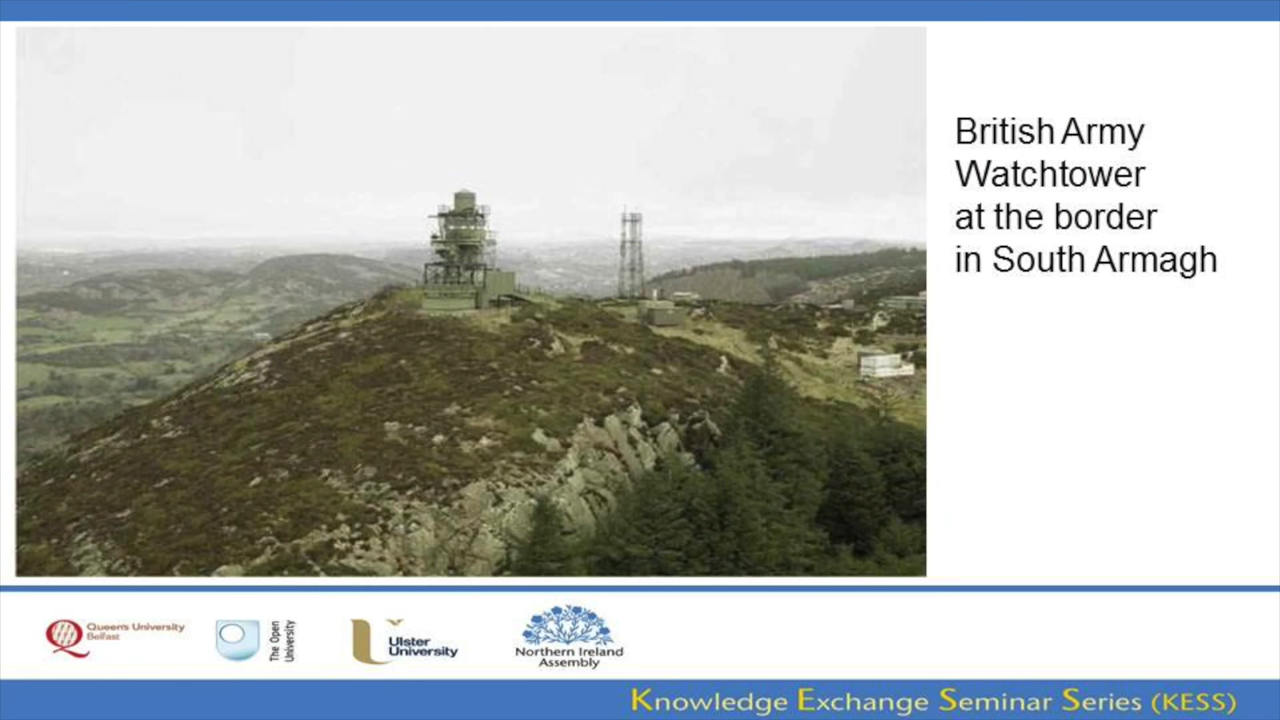 British Army
Watchtower
at the border
in South Armagh
Queen's University
Belfast
The Open
University
Ulster
University
Northern Ireland
Assembly
Knowledge Exchange Seminar Series (KESS)